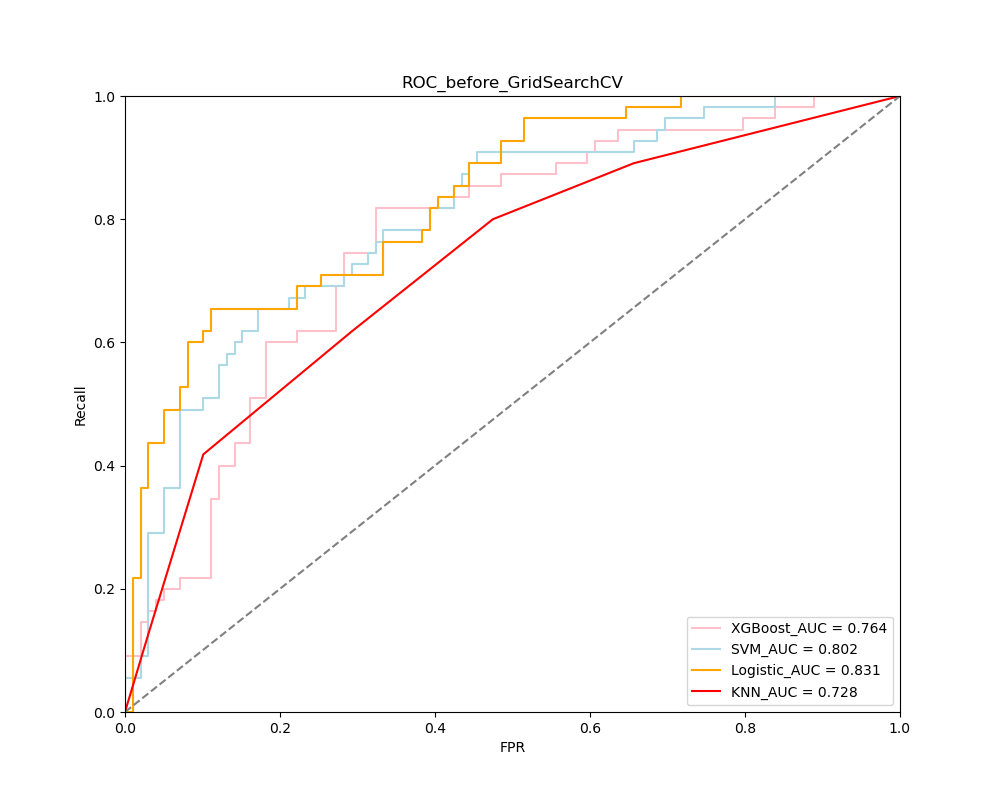 ROC_before_GridSearchCV
1.0
0.8
0.6
0.4
0.2
0.0
Recall
0.0
0.2
0.4
0.6
0.8
1.0
FPR
XGBoost_AUC = 0.764
SVM_AUC = 0.802
Logistic_AUC = 0.831
KNN_AUC = 0.728